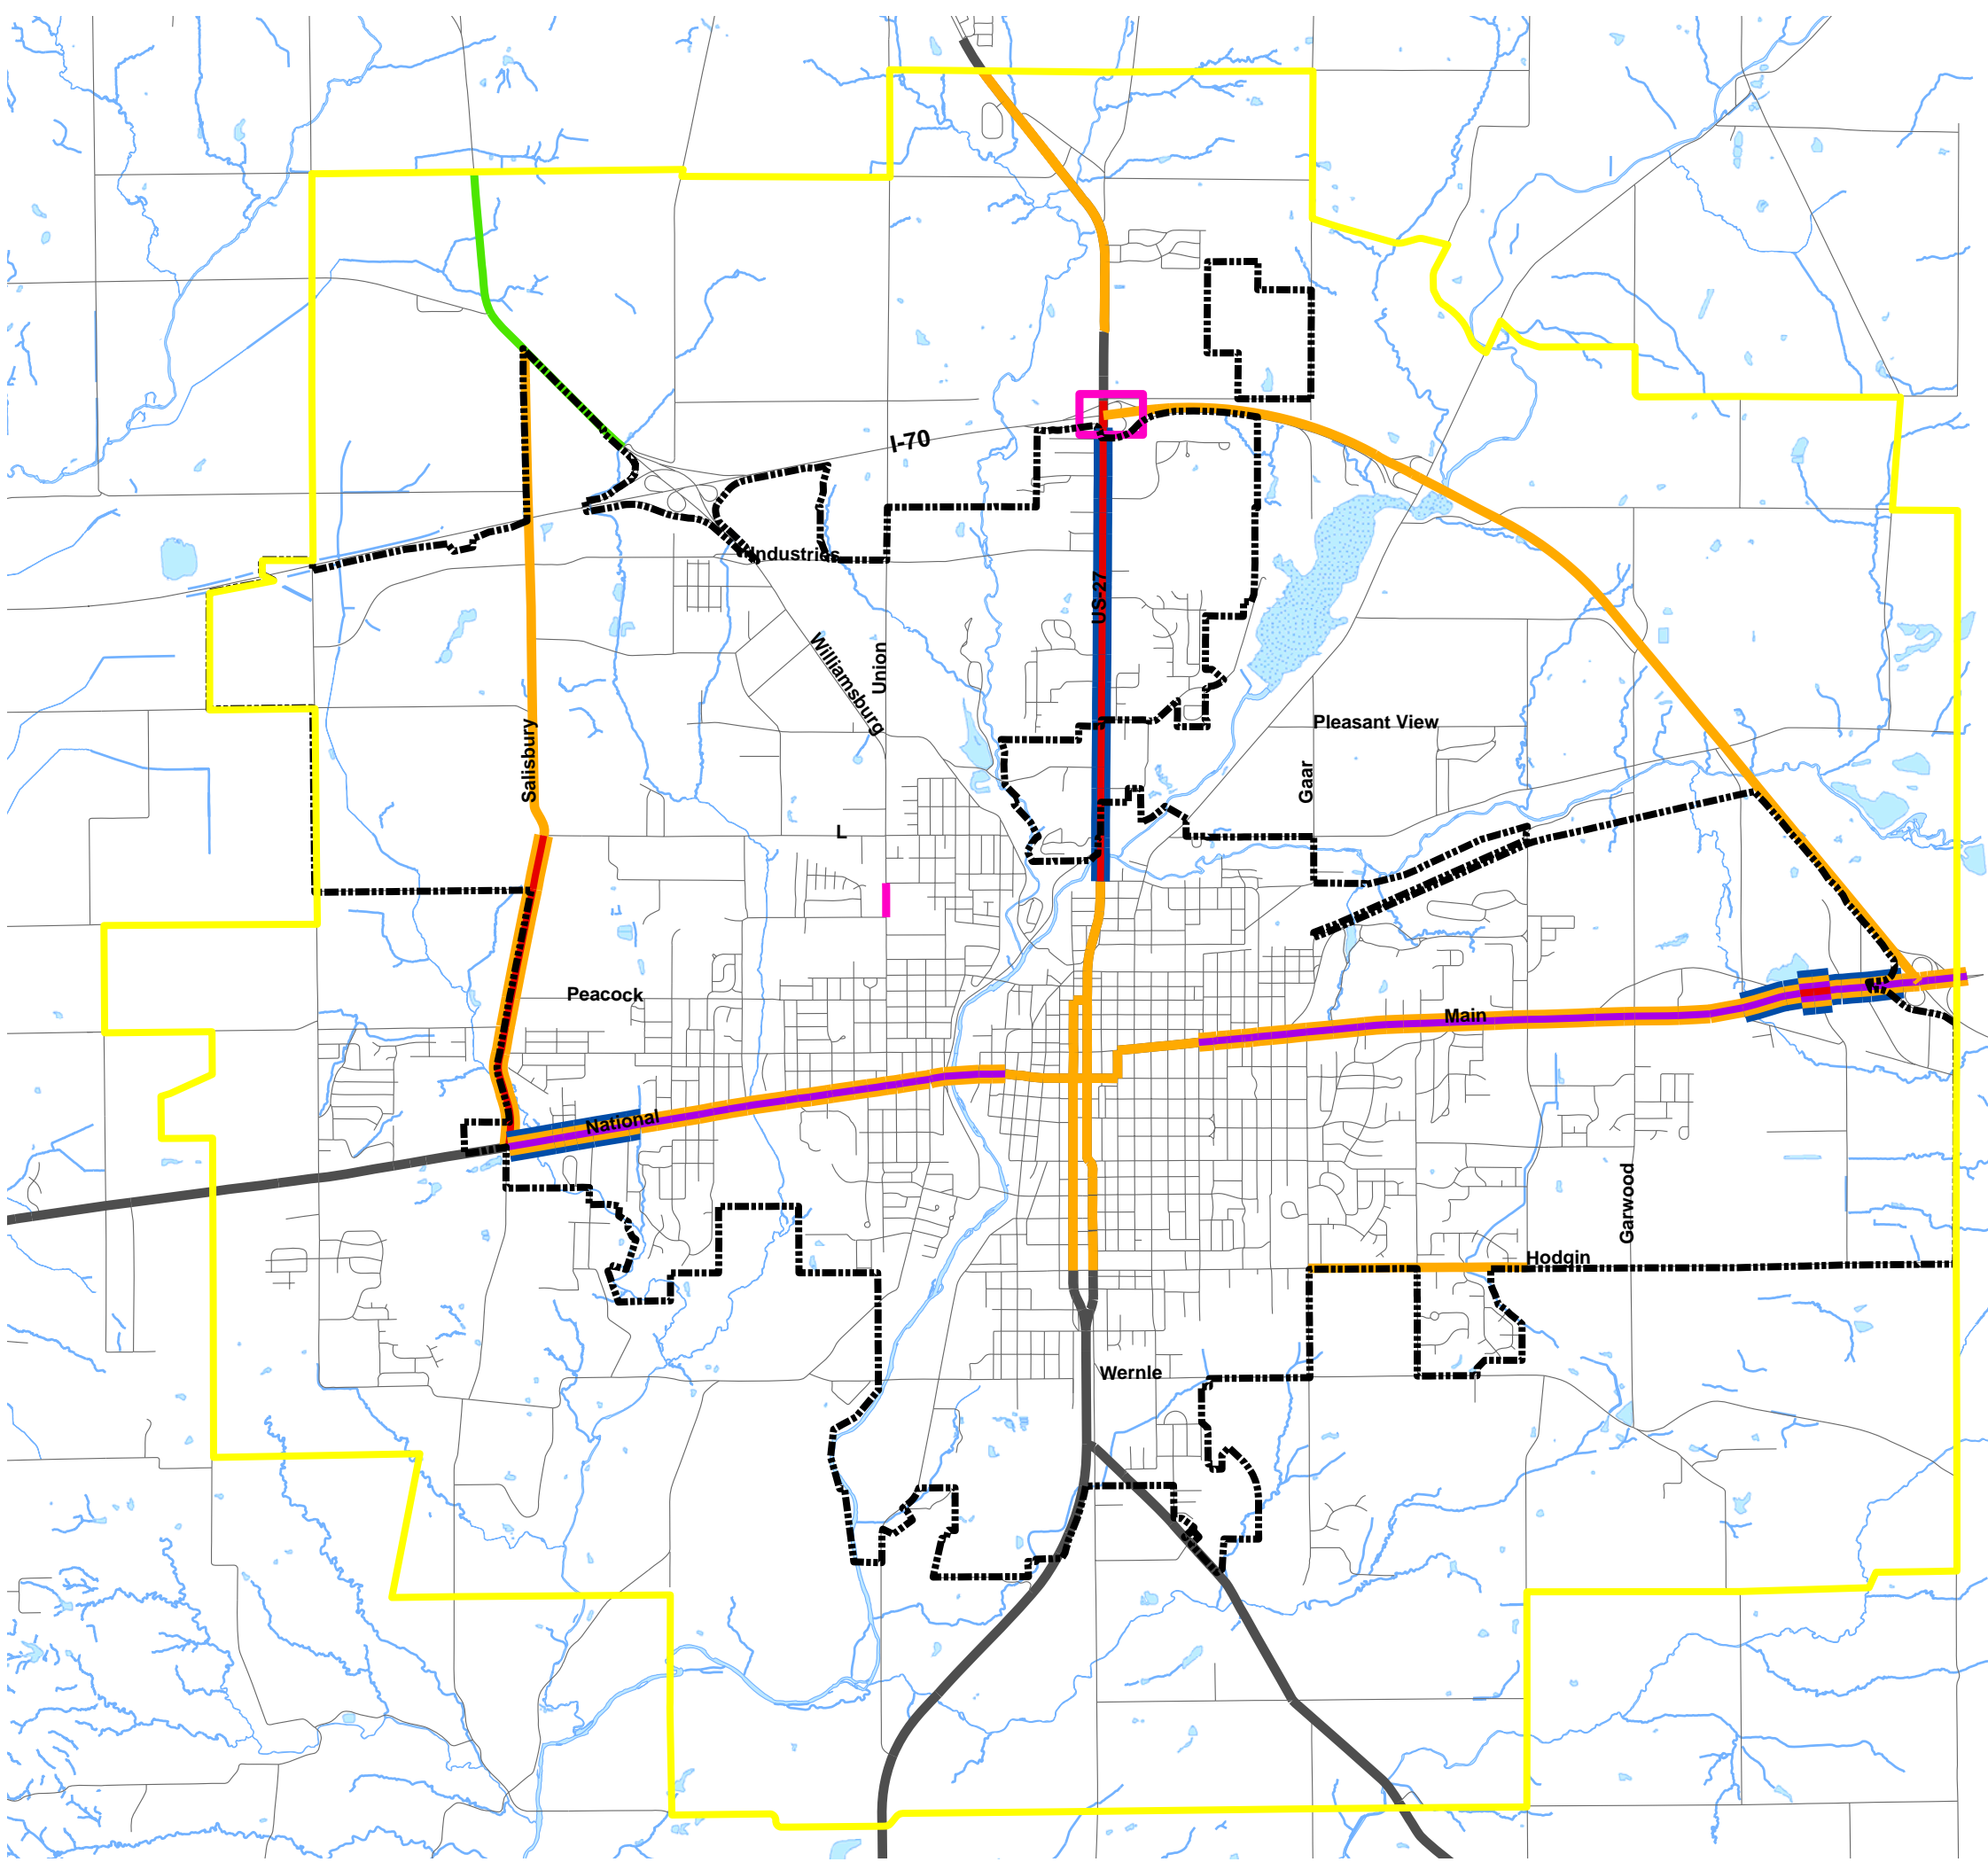 I-70
Industries
US-27
Williamsburg
Union
Salisbury
Pleasant View
Gaar
L
Peacock
Main
National
Garwood
Hodgin
Wernle